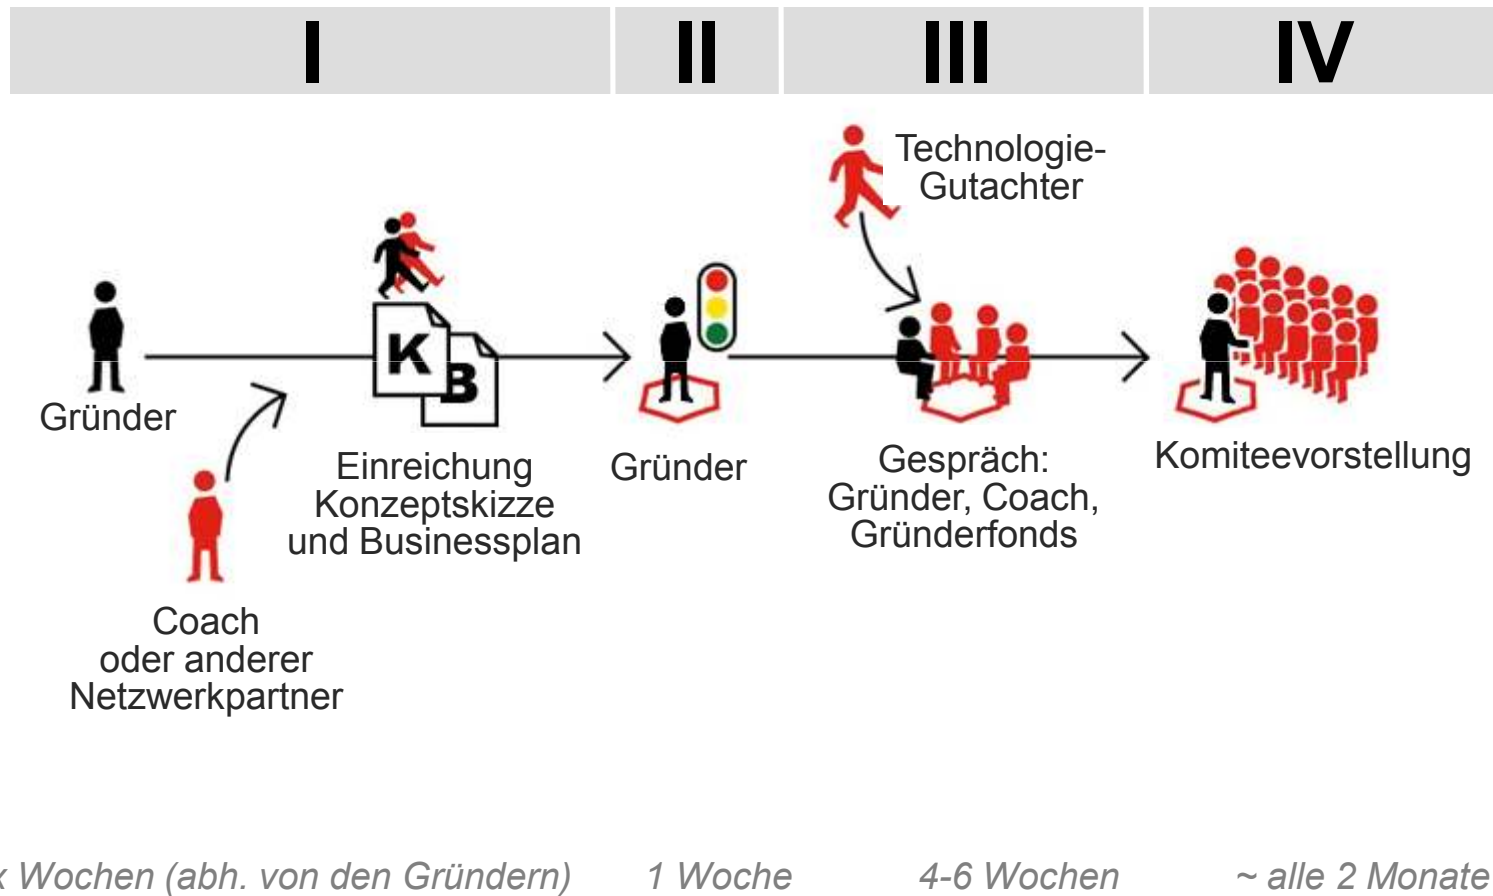 I
II
III
IV
Technologie-
Gutachter
K
B
Gründer
Einreichung
Konzeptskizze
und Businessplan
Gründer
Gespräch:
Gründer, Coach,
Gründerfonds
Komiteevorstellung
Coach
oder anderer
Netzwerkpartner
x Wochen (abh. von den Gründern)
1 Woche
4-6 Wochen
~ alle 2 Monate